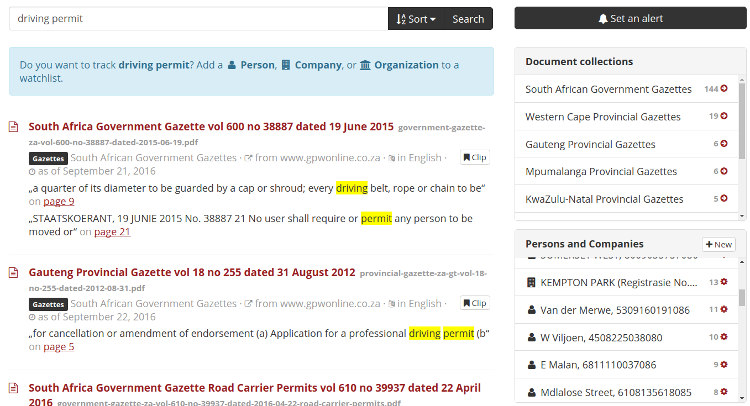 driving permit
Sort
Search
Set an alert
Do you want to track driving permit? Add a Person, Company, or Organization to a
watchlist.
South Africa Government Gazette vol 600 no 38887 dated 19 June 2015 government-gazette-
za-vol-600-no-38887-dated-2015-06-19.pdf
Gazettes South African Government Gazettes · from www.gpwonline.co.za · in English ·
Clip
as of September 21, 2016
„a quarter of its diameter to be guarded by a cap or shroud; every driving belt, rope or chain to be“
on page 9
„STAATSKOERANT, 19 JUNIE 2015 No. 38887 21 No user shall require or permit any person to be
moved or“ on page 21
Gauteng Provincial Gazette vol 18 no 255 dated 31 August 2012 provincial-gazette-za-gt-vol-18-
no-255-dated-2012-08-31.pdf
Gazettes South African Government Gazettes · from www.gpwonline.co.za · in English ·
Clip
as of September 22, 2016
„for cancellation or amendment of endorsement (a) Application for a professional driving permit (b“
on page 5
South Africa Government Gazette Road Carrier Permits vol 610 no 39937 dated 22 April
2016 government-gazette-za-vol-610-no-39937-dated-2016-04-22-road-carrier-permits.pdf
Document collections
South African Government Gazettes 144
Western Cape Provincial Gazettes 19
Gauteng Provincial Gazettes 6
Mpumalanga Provincial Gazettes 6
KwaZulu-Natal Provincial Gazettes 5
Persons and Companies
New
KEMPTON PARK (Registrasie No.... 13
Van der Merwe, 5309160191086 11
W Viljoen, 4508225038080 10
E Malan, 6811110037086 9
Mdlalose Street, 6108135618085 8